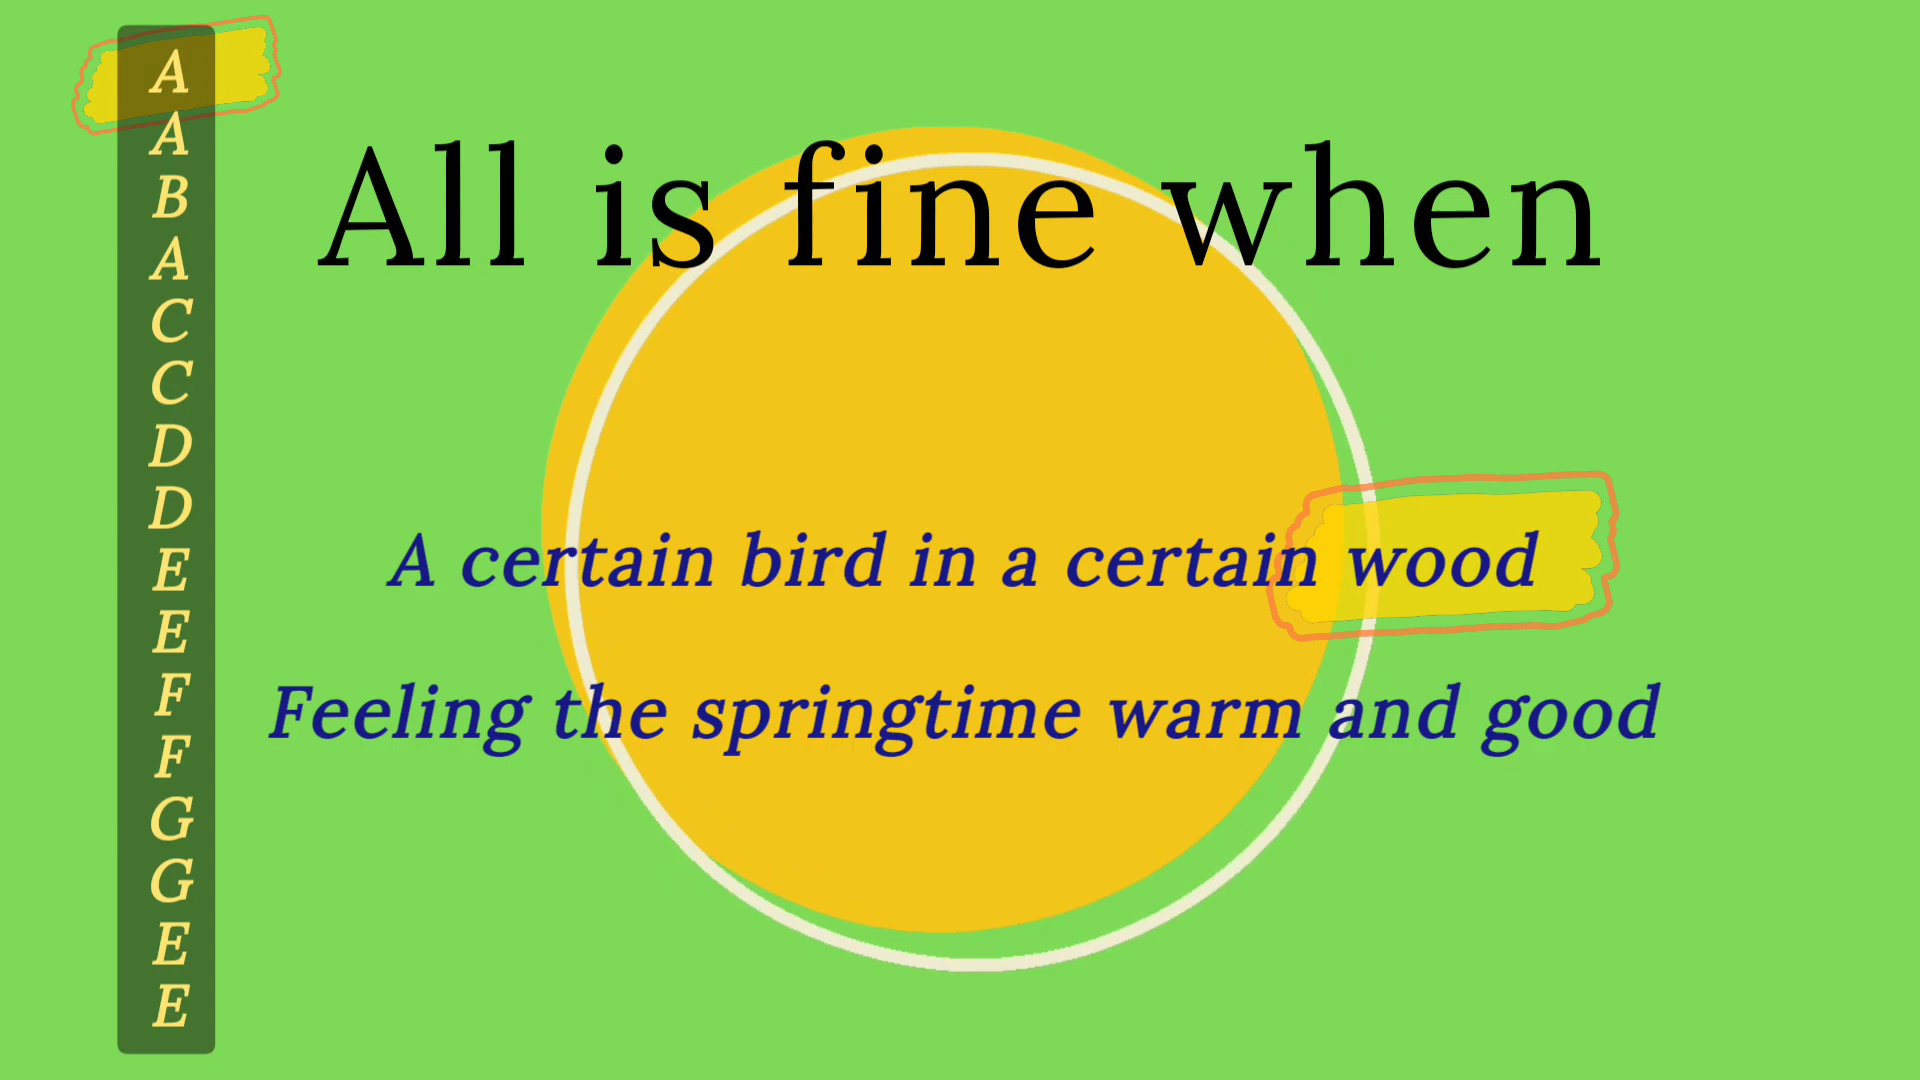 A
A
B
A
C
C
D
D
E
E
F
F
G
G
E
E
All is fine when
A certain bird in a certain wood
Feeling the springtime warm and good